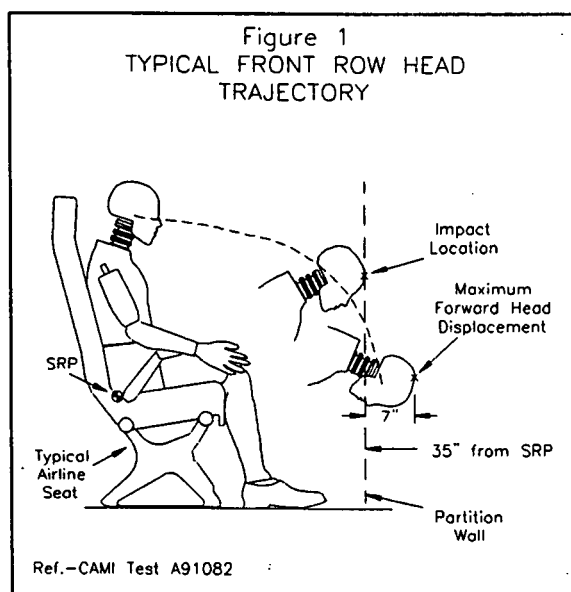 Figure 1
TYPICAL FRONT ROW HEAD
TRAJECTORY
Impact
Location
Maximum
Forward Head
Displacement
SRP
7"
35" from SRP
Typical
Airline
Seat
Partition
Wall
Ref.-CAMI Test A91082